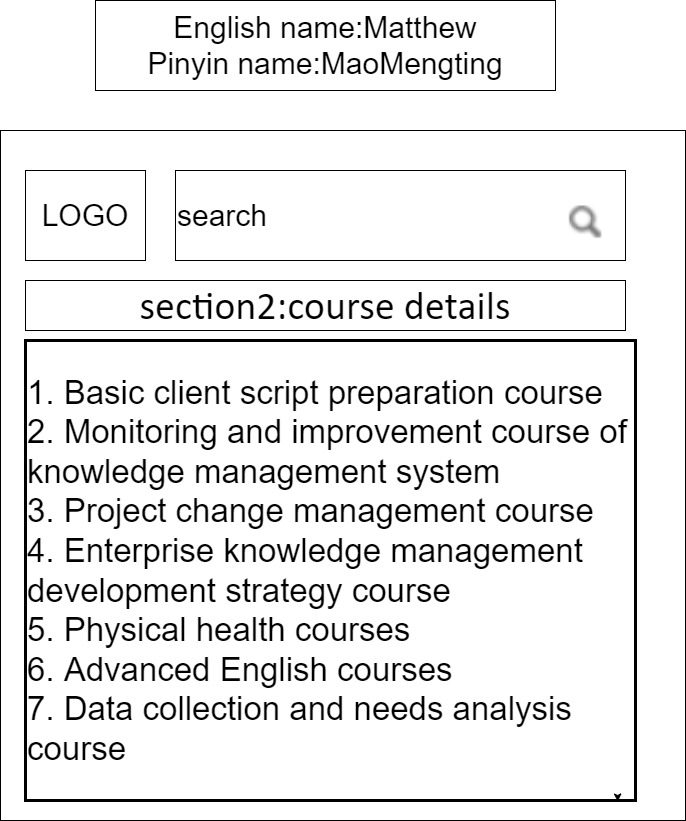 English name:Matthew
Pinyin name:MaoMengting
LOGO
search
section2:course details
1. Basic client script preparation course
2. Monitoring and improvement course of
knowledge management system
3. Project change management course
4. Enterprise knowledge management
development strategy course
5. Physical health courses
6. Advanced English courses
7. Data collection and needs analysis
course